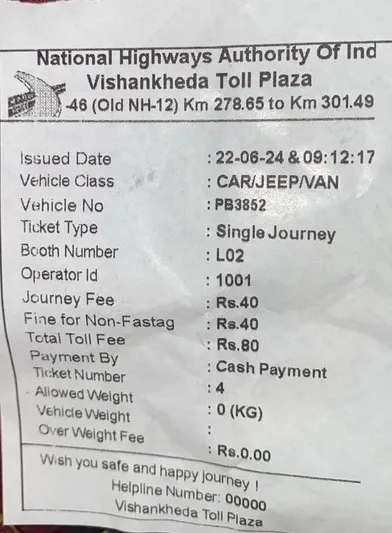 National Highways Authority Of Ind
Vishankheda Toll Plaza
-46 (Old NH-12) Km 278.65 to Km 301.49
Issued Date : 22-06-24 & 09:12:17
Vehicle Class : CAR/JEEP/VAN
Vehicle No : PB3852
Ticket Type : Single Journey
Booth Number : L02
Operator Id : 1001
Journey Fee : Rs.40
Fine for Non-Fastag : Rs.40
Total Toll Fee : Rs.80
Payment By : Cash Payment
Ticket Number : 4
Allowed Weight : 0 (KG)
Vehicle Weight :
Over Weight Fee : Rs.0.00
Wish you safe and happy journey !
Helpline Number: 00000
Vishankheda Toll Plaza